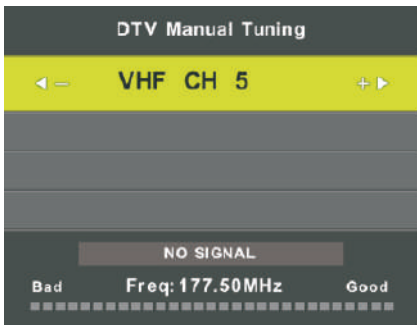 DTV Manual Tuning
VHF CH 5
NO SIGNAL
Bad Freq:177.50MHz Good